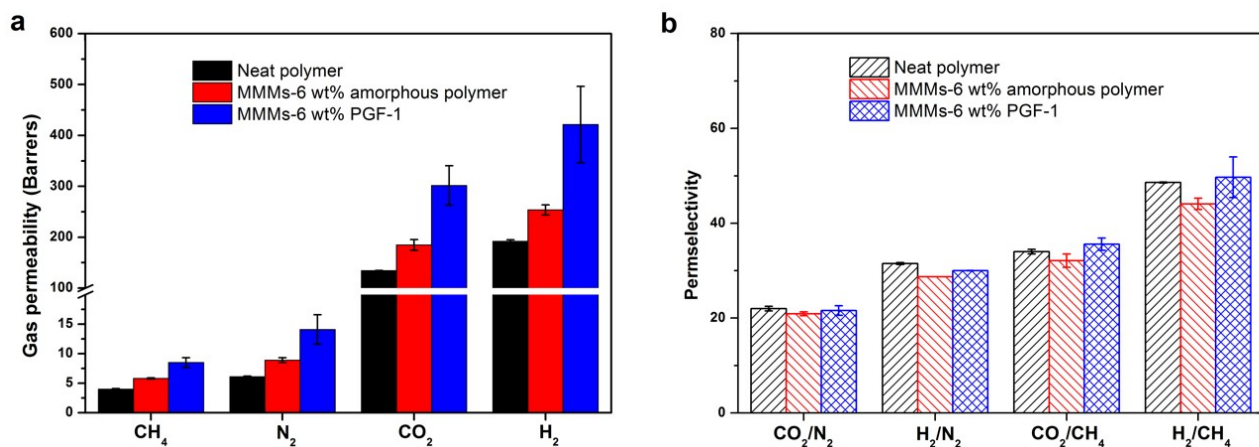 a
Gas permeability (Barrers)
600
500
400
300
200
100
15
10
5
0
Neat polymer
MMMs-6 wt% amorphous polymer
MMMs-6 wt% PGF-1
CH₄
N₂
CO₂
H₂
b
Permselectivity
80
60
40
20
0
Neat polymer
MMMs-6 wt% amorphous polymer
MMMs-6 wt% PGF-1
CO₂/N₂
H₂/N₂
CO₂/CH₄
H₂/CH₄